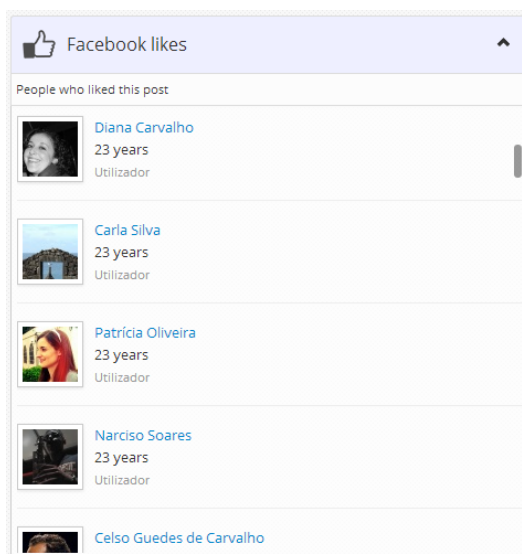 Facebook likes
People who liked this post
Diana Carvalho
23 years
Utilizador
Carla Silva
23 years
Utilizador
Patrícia Oliveira
23 years
Utilizador
Narciso Soares
23 years
Utilizador
Celso Guedes de Carvalho